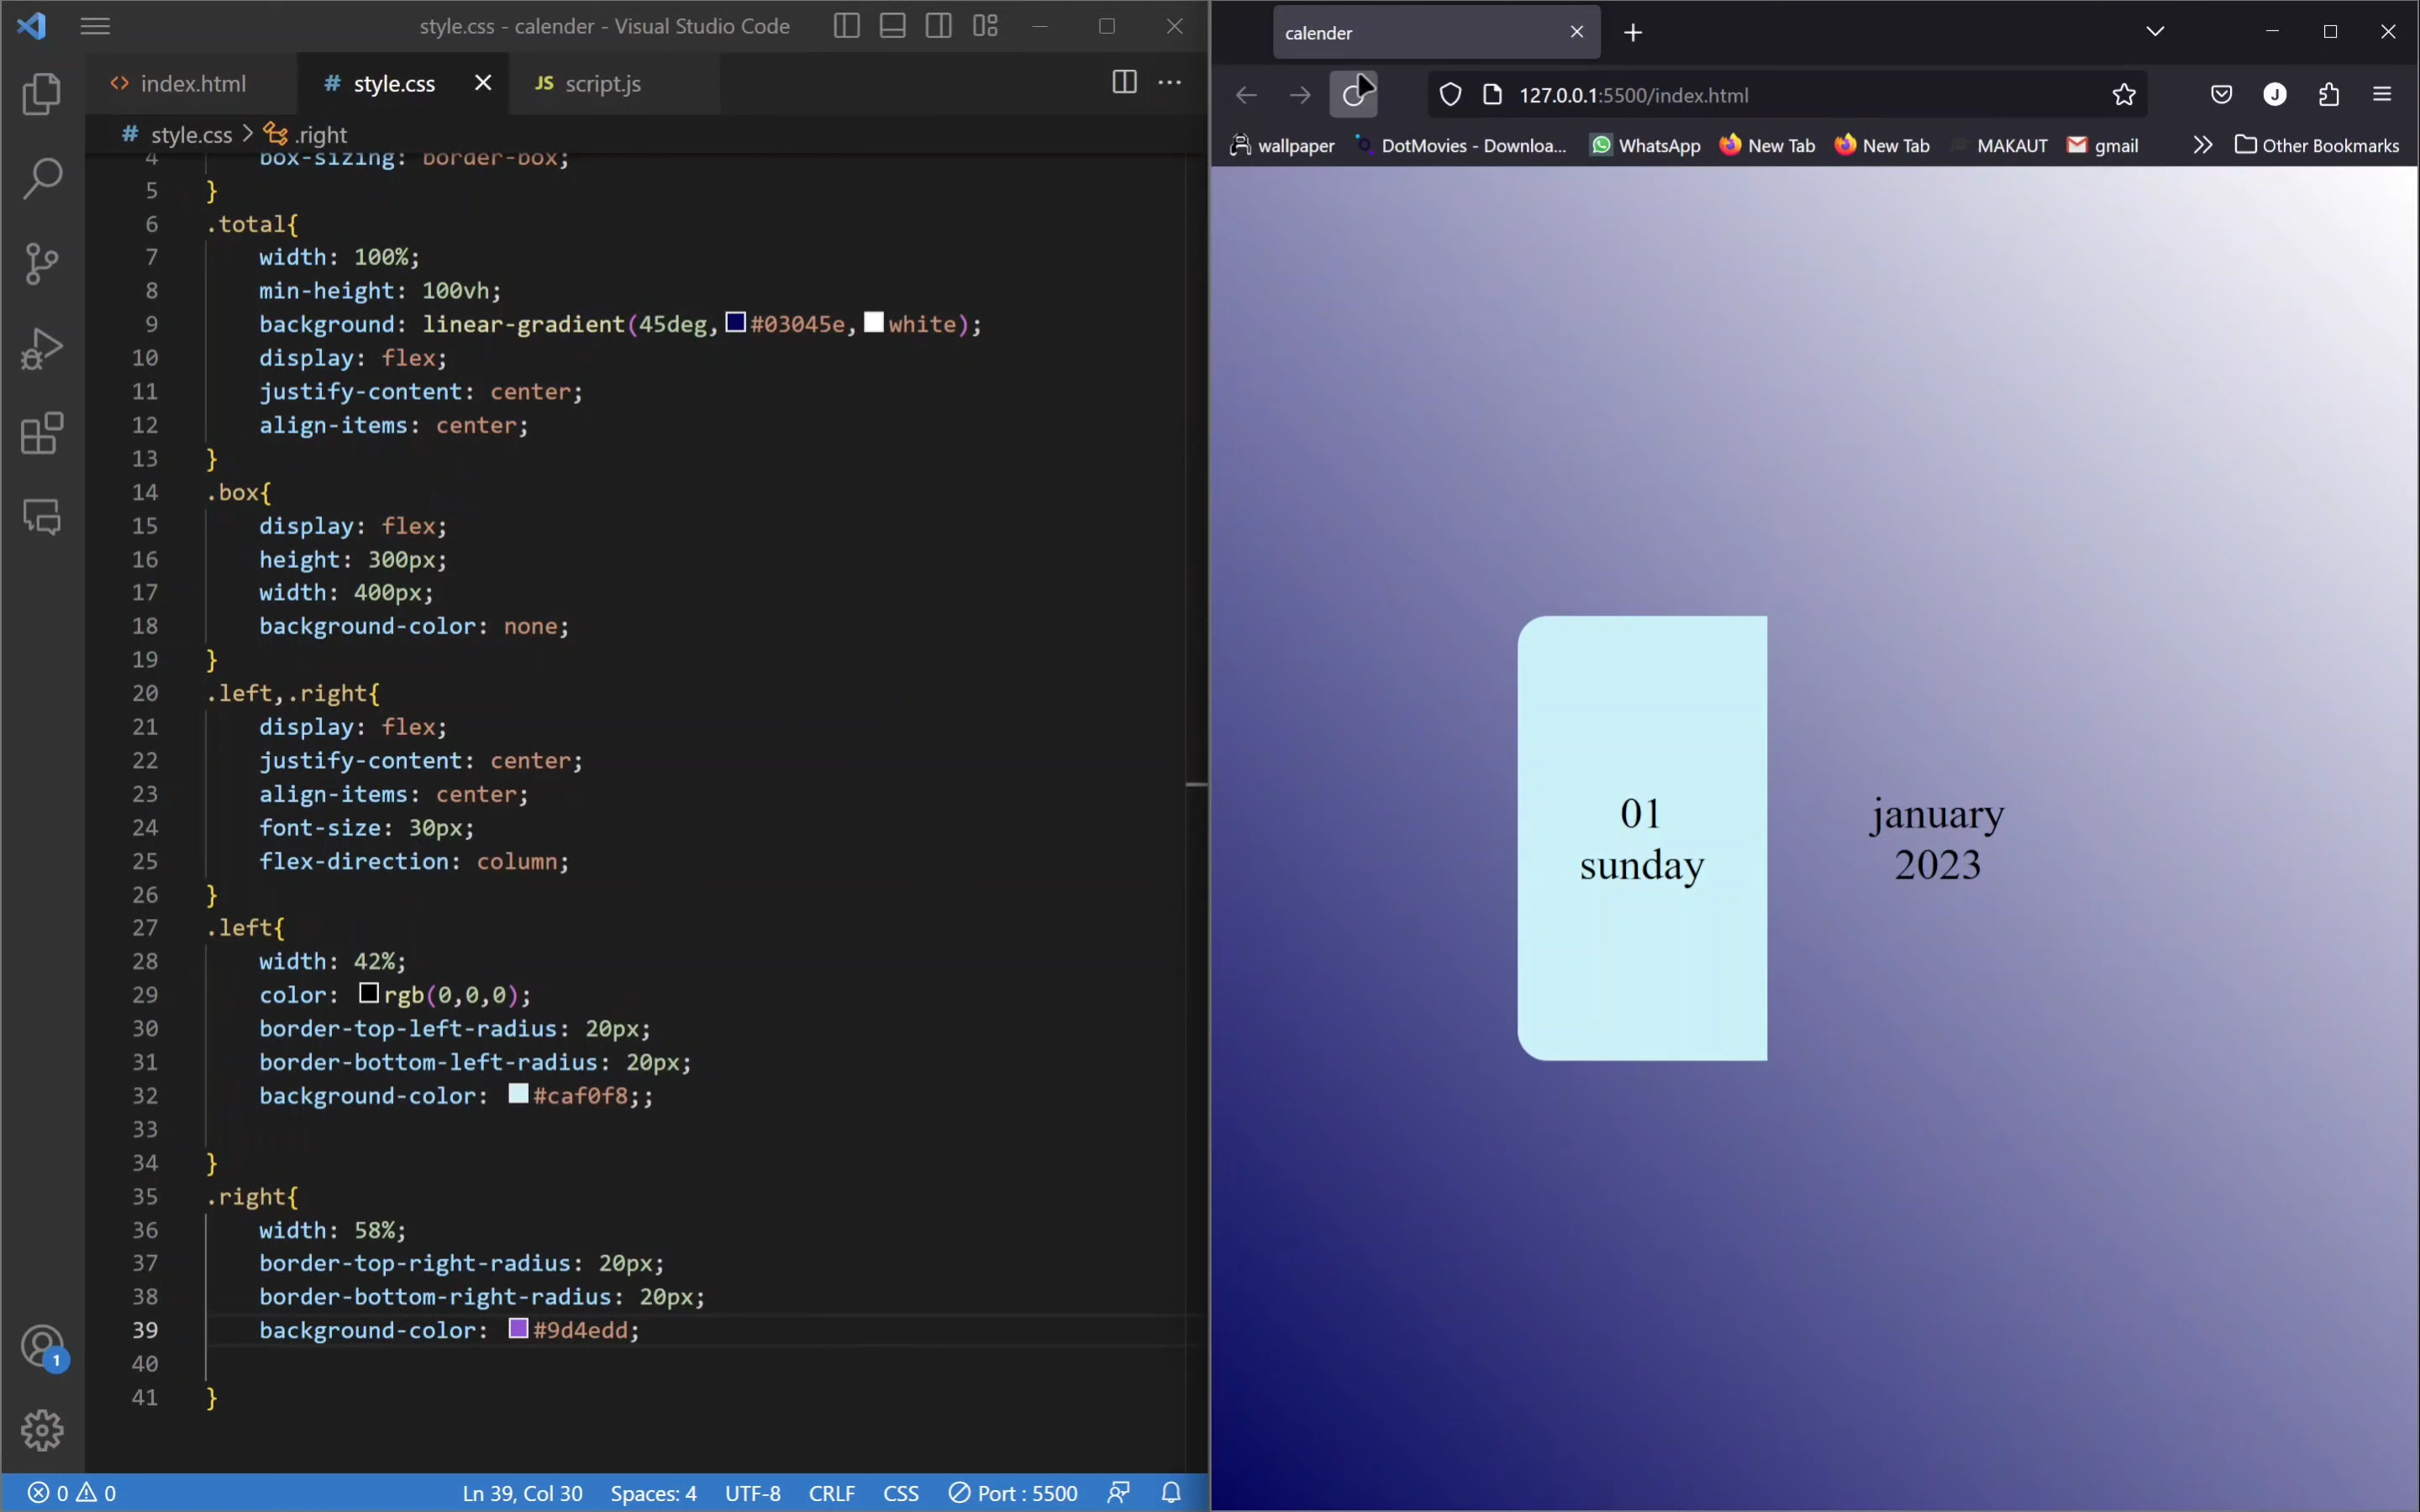 style.css - calender - Visual Studio Code
index.html
# style.css
JS script.js
# style.css > .right
4 box-sizing: border-box;
5 }
6 .total{
7 width: 100%;
8 min-height: 100vh;
9 background: linear-gradient(45deg, #03045e, white);
10 display: flex;
11 justify-content: center;
12 align-items: center;
13 }
14 .box{
15 display: flex;
16 height: 300px;
17 width: 400px;
18 background-color: none;
19 }
20 .left,.right{
21 display: flex;
22 justify-content: center;
23 align-items: center;
24 font-size: 30px;
25 flex-direction: column;
26 }
27 .left{
28 width: 42%;
29 color: rgb(0,0,0);
30 border-top-left-radius: 20px;
31 border-bottom-left-radius: 20px;
32 background-color: #caf0f8;;
33
34 }
35 .right{
36 width: 58%;
37 border-top-right-radius: 20px;
38 border-bottom-right-radius: 20px;
39 background-color: #9d4edd;
40
41 }
1
0 0
Ln 39, Col 30 Spaces: 4 UTF-8 CRLF CSS Port : 5500
calender
127.0.0.1:5500/index.html
J
wallpaper DotMovies - Downloa... WhatsApp New Tab New Tab MAKAUT gmail Other Bookmarks
01
sunday
january
2023